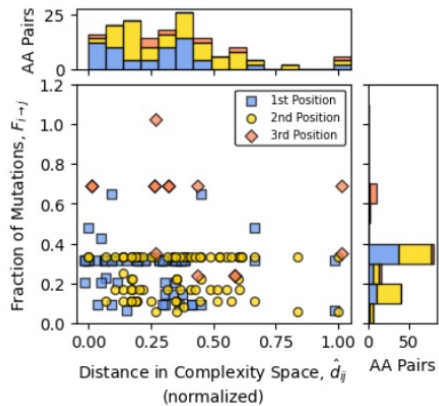 25
0
AA Pairs
1st Position
2nd Position
3rd Position
1.2
1.0
0.8
0.6
0.4
0.2
0.0
Fraction of Mutations, F_{i→j}
0.00 0.25 0.50 0.75 1.00
Distance in Complexity Space, d̂_{ij}
(normalized)
0 50
AA Pairs